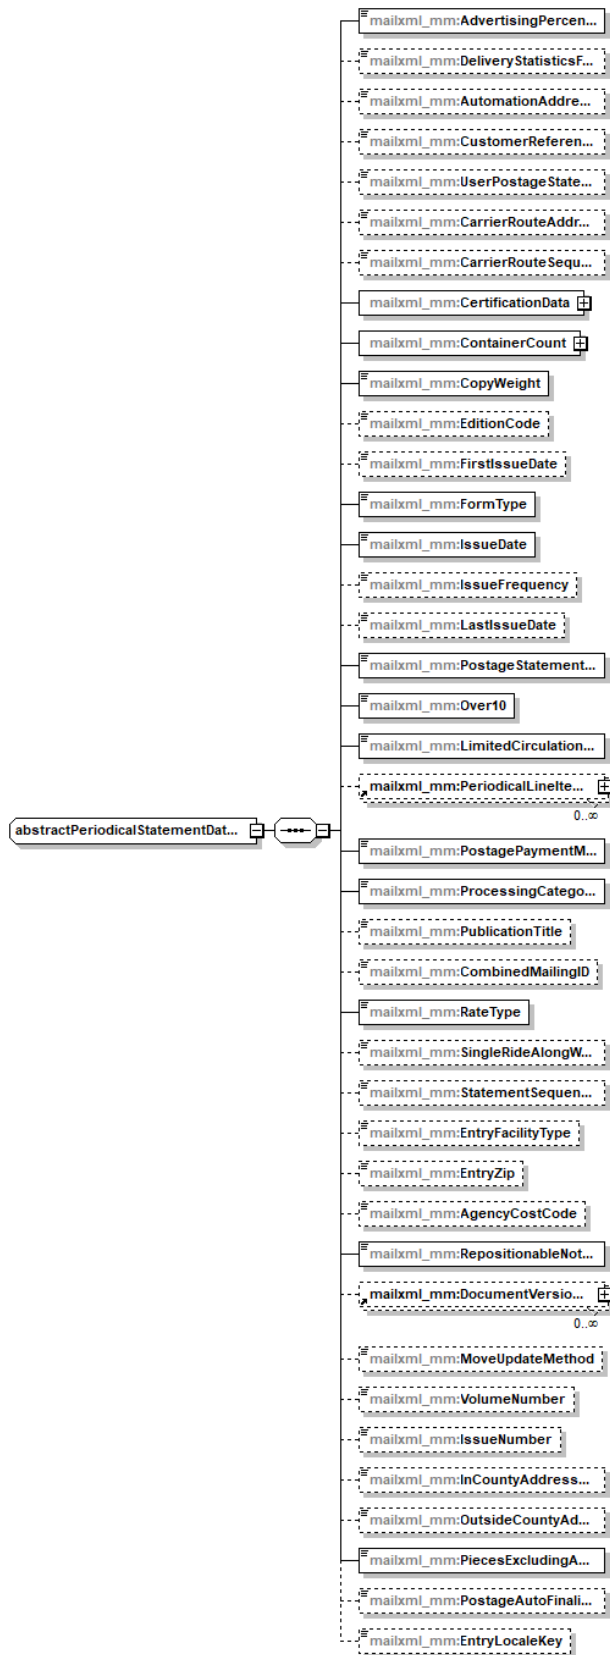 mailxml_mm:AdvertisingPercen...
mailxml_mm:DeliveryStatisticsF...
mailxml_mm:AutomationAddre...
mailxml_mm:CustomerReferen...
mailxml_mm:UserPostageState...
mailxml_mm:CarrierRouteAddr...
mailxml_mm:CarrierRouteSequ...
mailxml_mm:CertificationData
mailxml_mm:ContainerCount
mailxml_mm:CopyWeight
mailxml_mm:EditionCode
mailxml_mm:FirstIssueDate
mailxml_mm:FormType
mailxml_mm:IssueDate
mailxml_mm:IssueFrequency
mailxml_mm:LastIssueDate
mailxml_mm:PostageStatement...
mailxml_mm:Over10
mailxml_mm:LimitedCirculation...
mailxml_mm:PeriodicalLineIte...
0..∞
abstractPeriodicalStatementDat...
mailxml_mm:PostagePaymentM...
mailxml_mm:ProcessingCatego...
mailxml_mm:PublicationTitle
mailxml_mm:CombinedMailingID
mailxml_mm:RateType
mailxml_mm:SingleRideAlongW...
mailxml_mm:StatementSequen...
mailxml_mm:EntryFacilityType
mailxml_mm:EntryZip
mailxml_mm:AgencyCostCode
mailxml_mm:RepositionableNot...
mailxml_mm:DocumentVersio...
0..∞
mailxml_mm:MoveUpdateMethod
mailxml_mm:VolumeNumber
mailxml_mm:IssueNumber
mailxml_mm:InCountyAddress...
mailxml_mm:OutsideCountyAd...
mailxml_mm:PiecesExcludingA...
mailxml_mm:PostageAutoFinali...
mailxml_mm:EntryLocaleKey